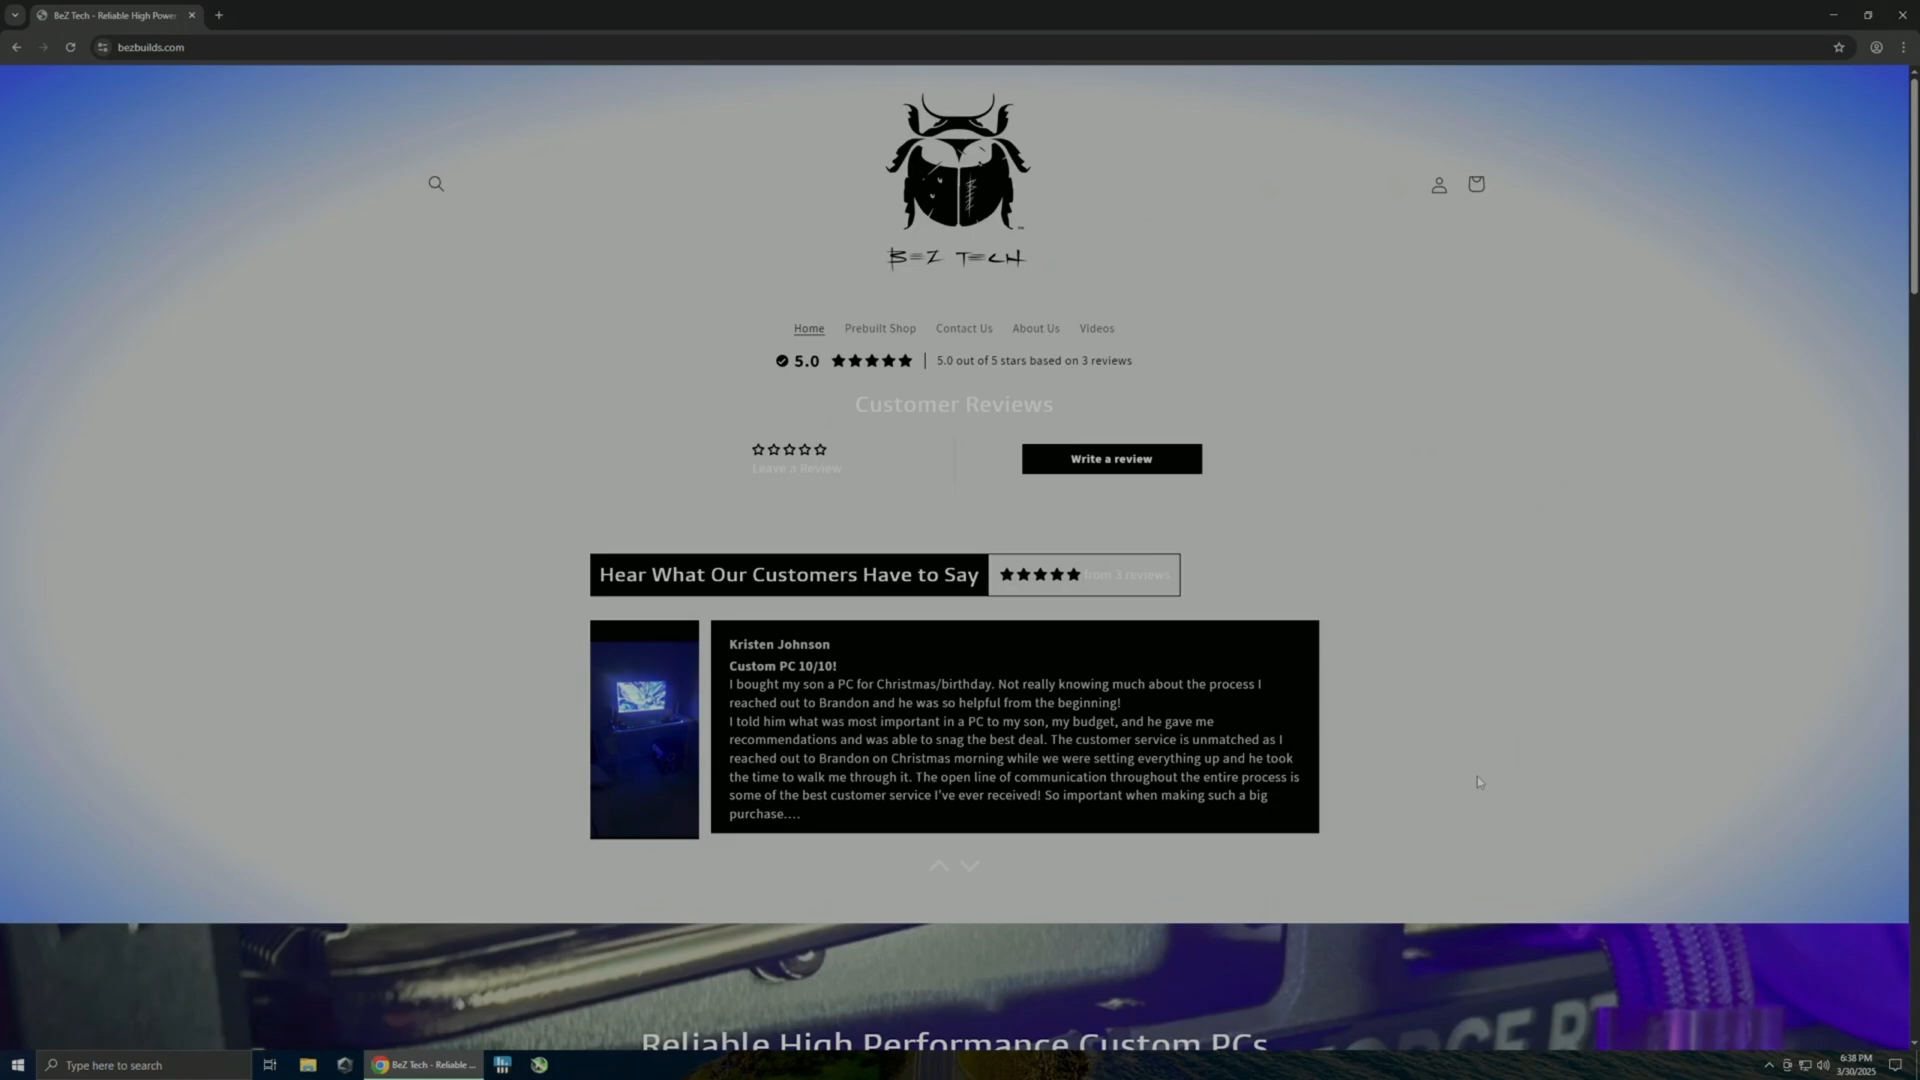 BeZ Tech - Reliable High Power
bezbuilds.com
BEZ TECH
Home Prebuilt Shop Contact Us About Us Videos
5.0 5.0 out of 5 stars based on 3 reviews
Customer Reviews
Leave a Review
Write a review
Hear What Our Customers Have to Say from 3 reviews
Kristen Johnson
Custom PC 10/10!
I bought my son a PC for Christmas/birthday. Not really knowing much about the process I
reached out to Brandon and he was so helpful from the beginning!
I told him what was most important in a PC to my son, my budget, and he gave me
recommendations and was able to snag the best deal. The customer service is unmatched as I
reached out to Brandon on Christmas morning while we were setting everything up and he took
the time to walk me through it. The open line of communication throughout the entire process is
some of the best customer service I've ever received! So important when making such a big
purchase....
FORCE RT
Reliable High Performance Custom PCs
Type here to search
BeZ Tech - Reliable ...
6:38 PM
3/30/2025